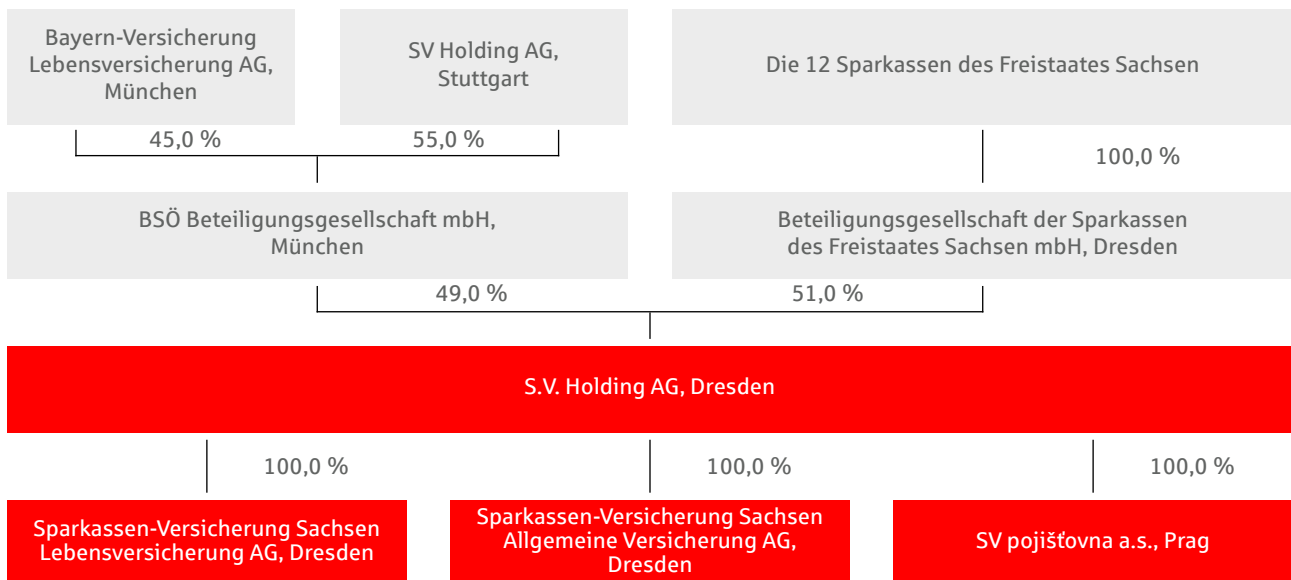 Bayern-Versicherung
Lebensversicherung AG,
München
SV Holding AG,
Stuttgart
Die 12 Sparkassen des Freistaates Sachsen
45,0 %
55,0 %
100,0 %
BSÖ Beteiligungsgesellschaft mbH,
München
Beteiligungsgesellschaft der Sparkassen
des Freistaates Sachsen mbH, Dresden
49,0 %
51,0 %
S.V. Holding AG, Dresden
100,0 %
100,0 %
100,0 %
Sparkassen-Versicherung Sachsen
Lebensversicherung AG, Dresden
Sparkassen-Versicherung Sachsen
Allgemeine Versicherung AG,
Dresden
SV pojišťovna a.s., Prag